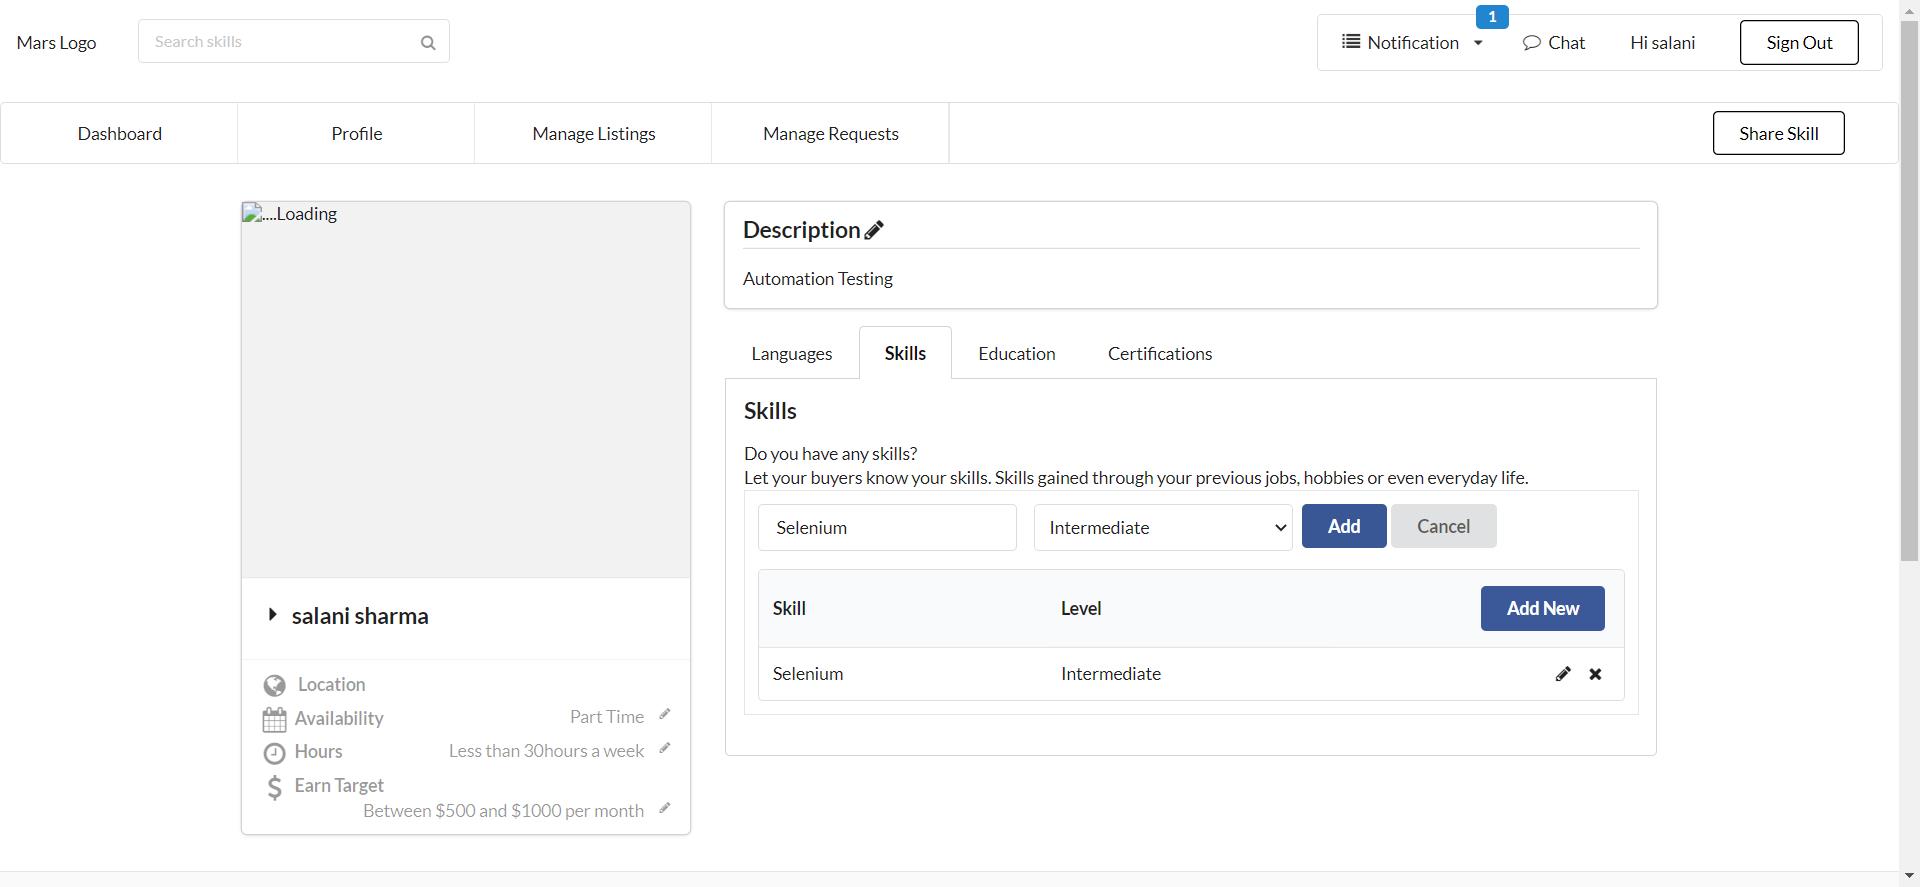 Mars Logo
Search skills
1
Notification
Chat
Hi salani
Sign Out
Dashboard
Profile
Manage Listings
Manage Requests
Share Skill
....Loading
salani sharma
Location
Availability
Part Time
Hours
Less than 30hours a week
Earn Target
Between $500 and $1000 per month
Description
Automation Testing
Languages
Skills
Education
Certifications
Skills
Do you have any skills?
Let your buyers know your skills. Skills gained through your previous jobs, hobbies or even everyday life.
Selenium
Intermediate
Add
Cancel
Skill
Level
Add New
Selenium
Intermediate